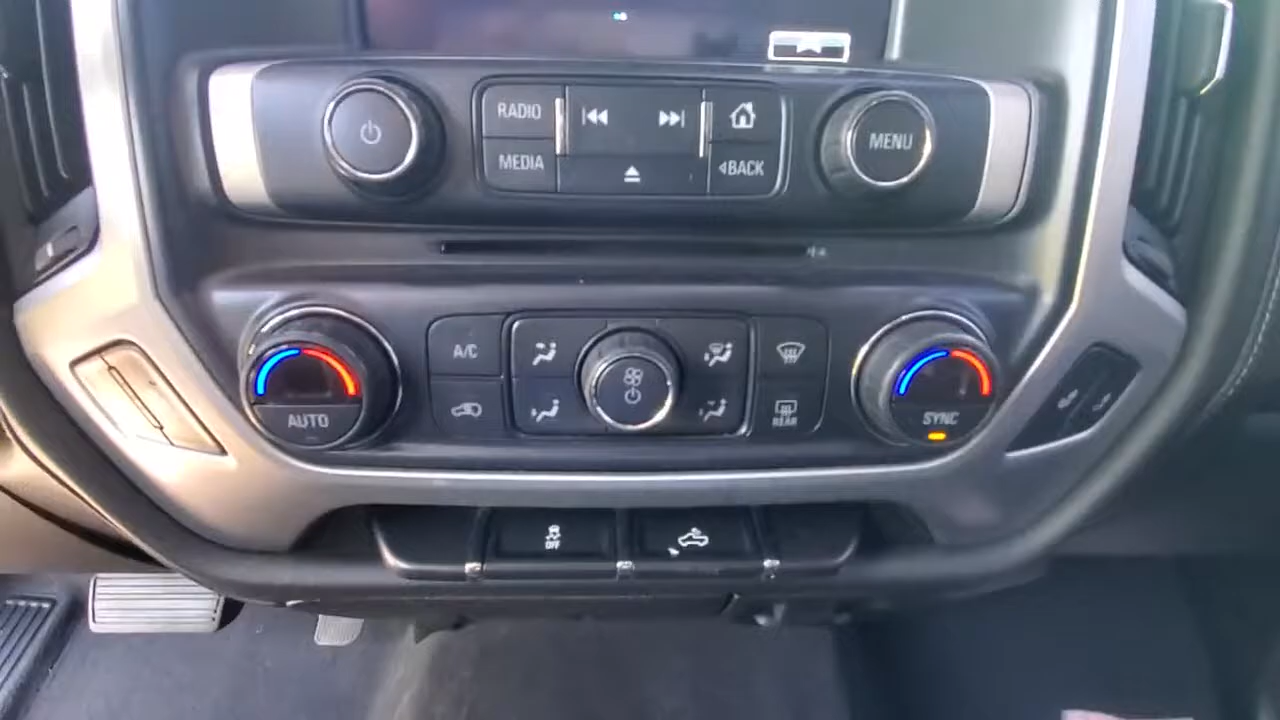 RADIO
MEDIA
BACK
MENU
A/C
AUTO
REAR
SYNC
OFF